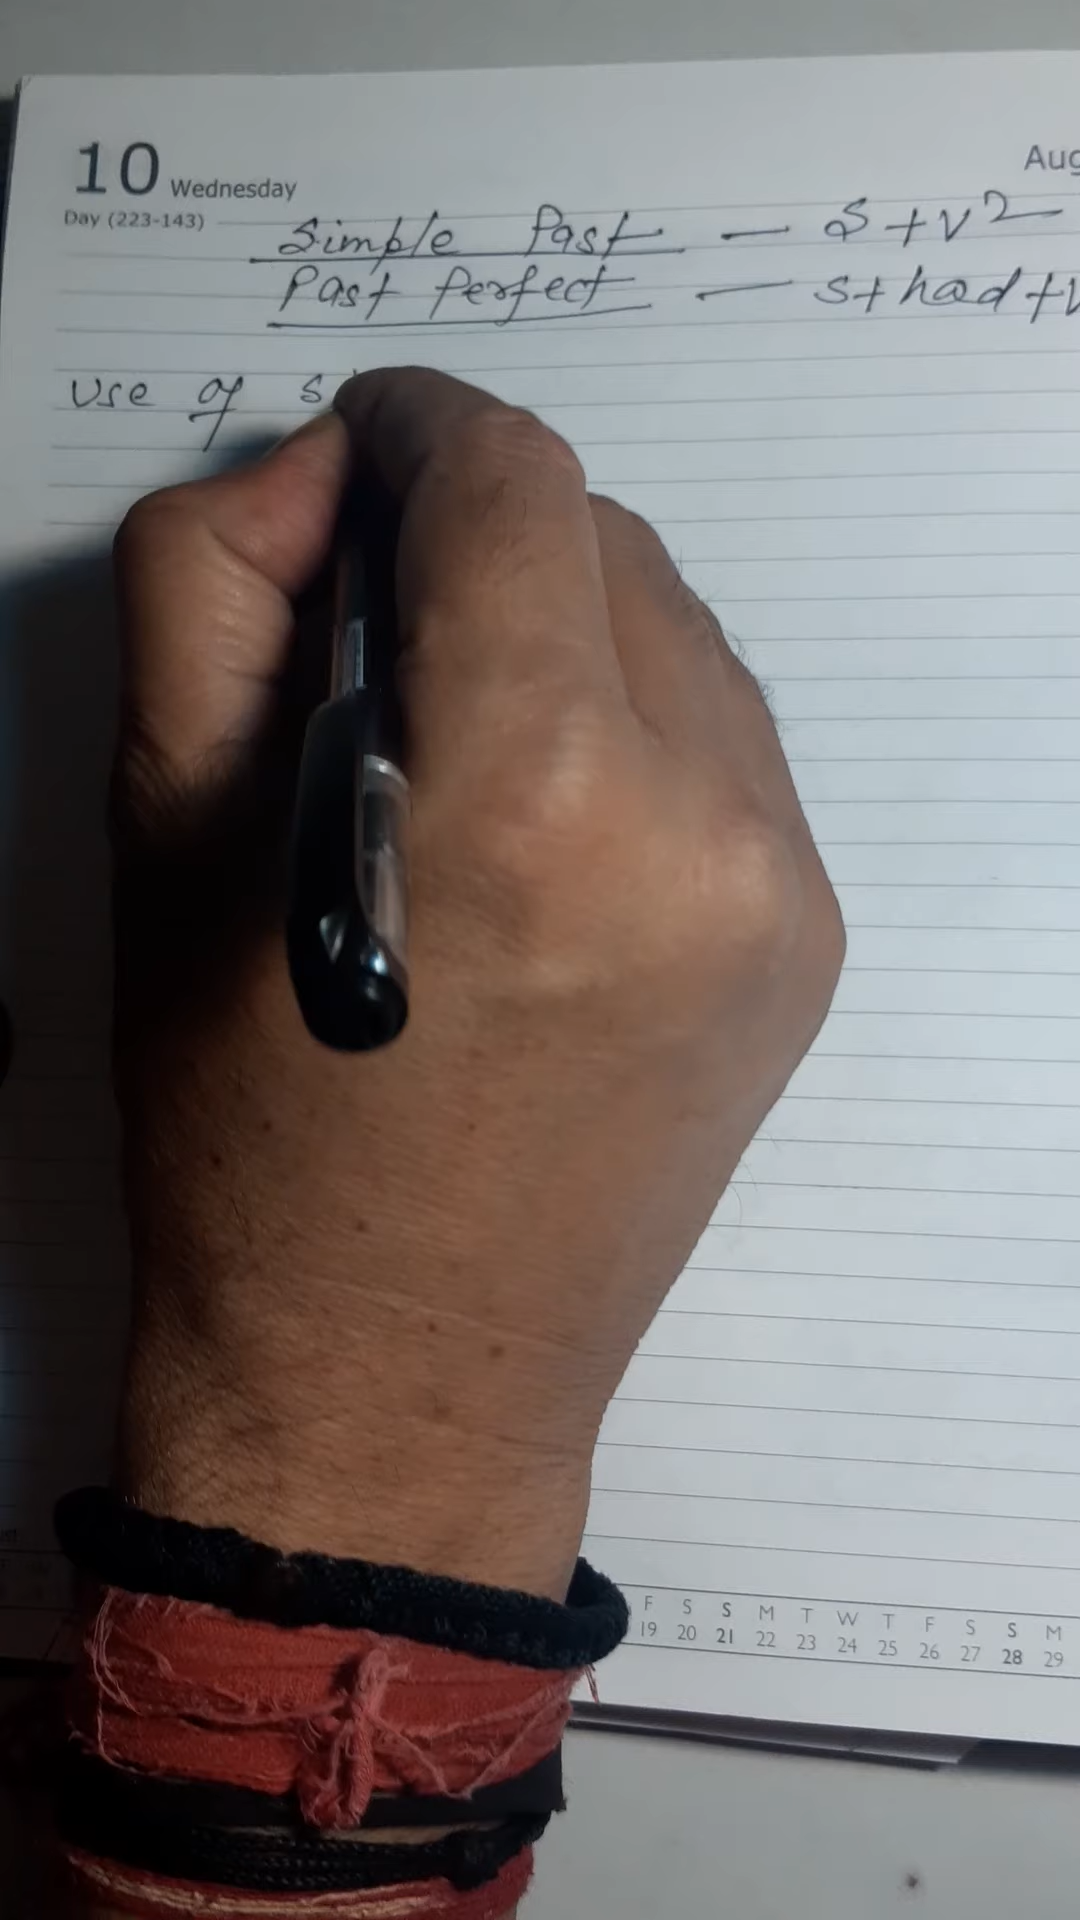 10 Wednesday Aug
Day (223-143)
Simple Past — S+V2
Past Perfect — S+had+V
Use of S
F S S M T W T F S S M
19 20 21 22 23 24 25 26 27 28 29